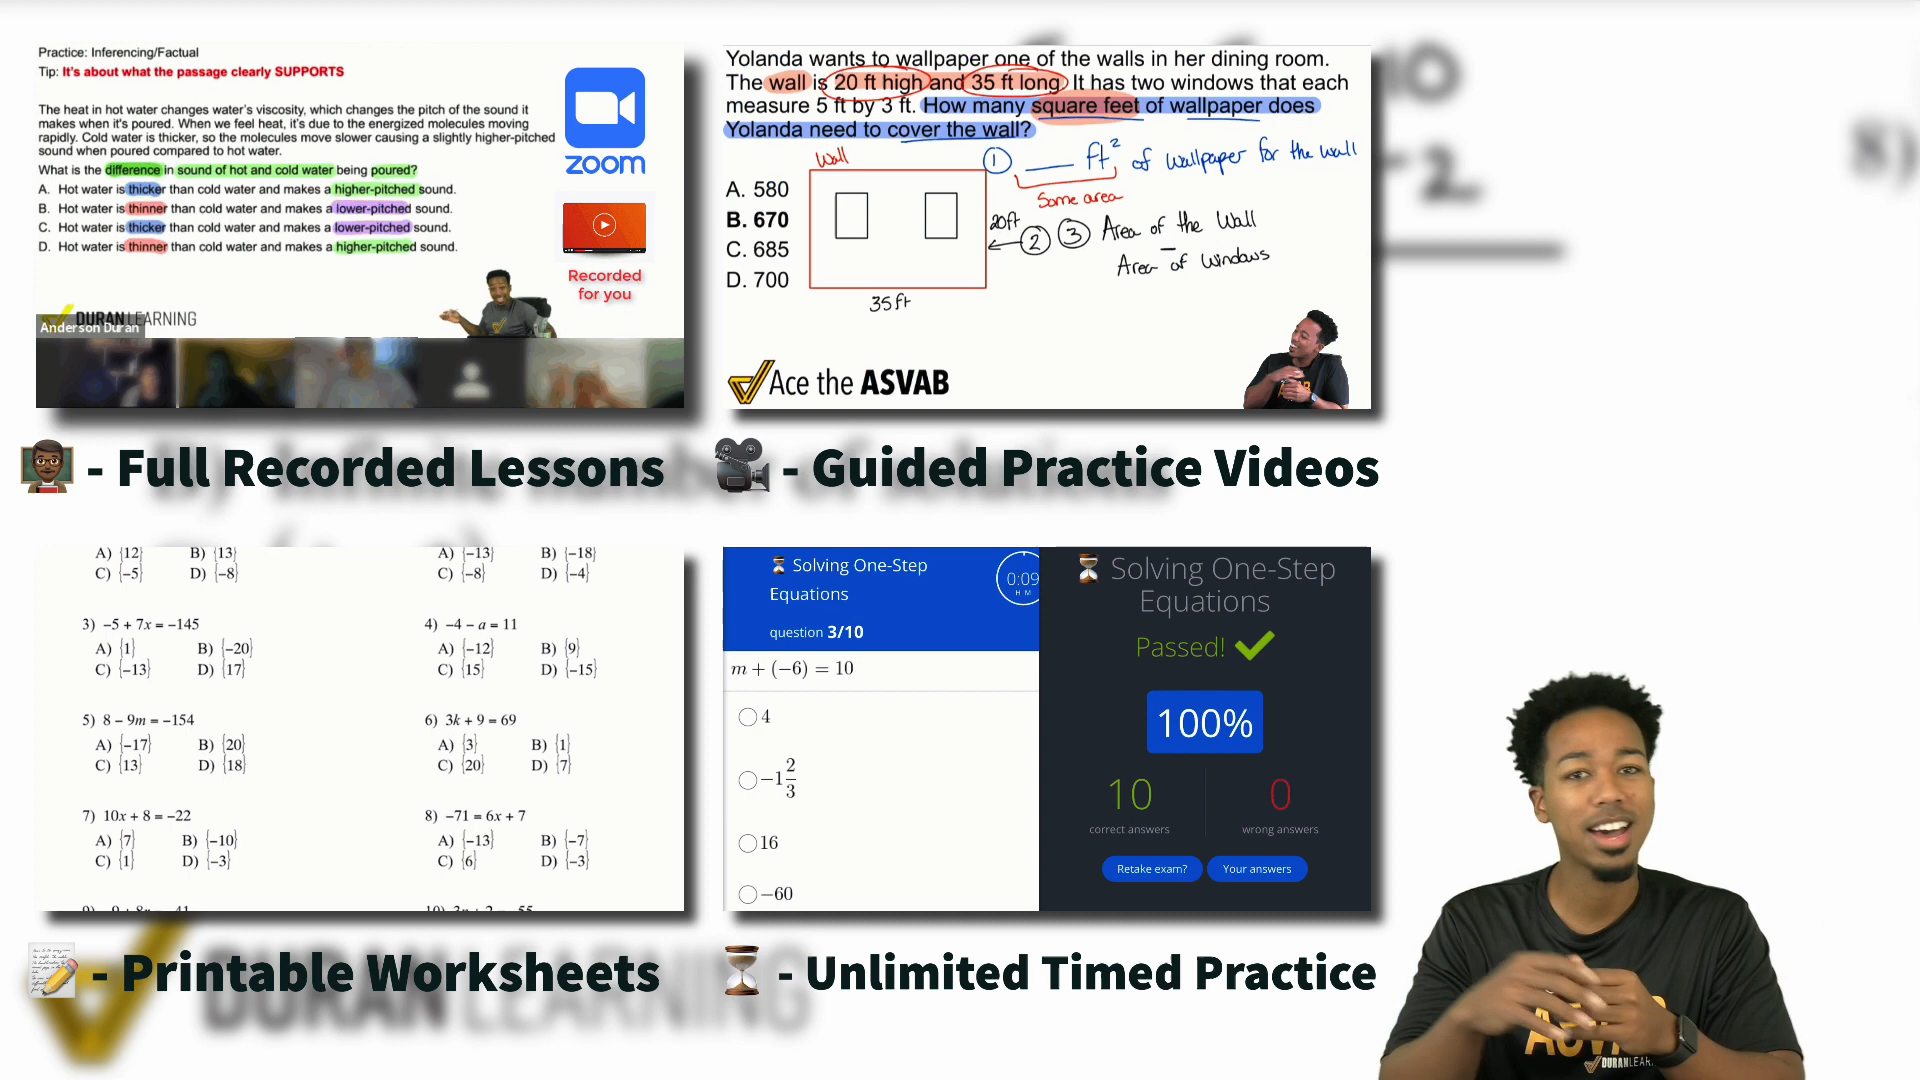 Practice: Inferencing/Factual
Tip: It's about what the passage clearly SUPPORTS
The heat in hot water changes water's viscosity, which changes the pitch of the sound it
makes when it's poured. When we feel heat, it's due to the energized molecules moving
rapidly. Cold water is thicker, so the molecules move slower causing a slightly higher-pitched
sound when poured compared to hot water.
What is the difference in sound of hot and cold water being poured?
A. Hot water is thicker than cold water and makes a higher-pitched sound.
B. Hot water is thinner than cold water and makes a lower-pitched sound.
C. Hot water is thicker than cold water and makes a lower-pitched sound.
D. Hot water is thinner than cold water and makes a higher-pitched sound.
zoom
Recorded
for you
DURAN LEARNING
Anderson Duran
- Full Recorded Lessons
Yolanda wants to wallpaper one of the walls in her dining room.
The wall is 20 ft high and 35 ft long. It has two windows that each
measure 5 ft by 3 ft. How many square feet of wallpaper does
Yolanda need to cover the wall?
Wall
① ___ ft² of wallpaper for the wall
Some area
A. 580
B. 670
C. 685
D. 700
20ft
② ③ Area of the Wall
−
Area of Windows
35ft
Ace the ASVAB
- Guided Practice Videos
A) {12} B) {13}
C) {−5} D) {−8}
A) {−13} B) {−18}
C) {−8} D) {−4}
3) −5 + 7x = −145
A) {1} B) {−20}
C) {−13} D) {17}
4) −4 − a = 11
A) {−12} B) {9}
C) {15} D) {−15}
5) 8 − 9m = −154
A) {−17} B) {20}
C) {13} D) {18}
6) 3k + 9 = 69
A) {3} B) {1}
C) {20} D) {7}
7) 10x + 8 = −22
A) {7} B) {−10}
C) {1} D) {−3}
8) −71 = 6x + 7
A) {−13} B) {−7}
C) {6} D) {−3}
- Printable Worksheets
Solving One-Step
Equations
question 3/10
0:09
H M
m + (−6) = 10
4
−1 2/3
16
−60
Solving One-Step
Equations
Passed!
100%
10
correct answers
0
wrong answers
Retake exam?
Your answers
- Unlimited Timed Practice
DURAN LEARNING
10
-2
8)
DURANLEAR